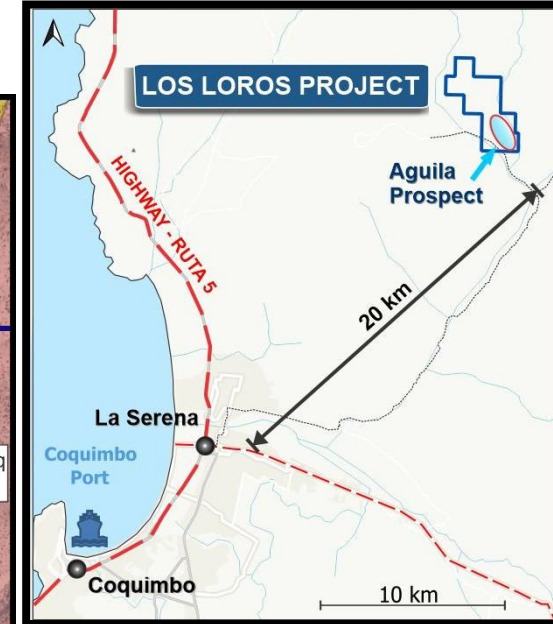 LOS LOROS PROJECT
Aguila
Prospect
HIGHWAY - RUTA 5
20 km
La Serena
Coquimbo
Port
Coquimbo
10 km